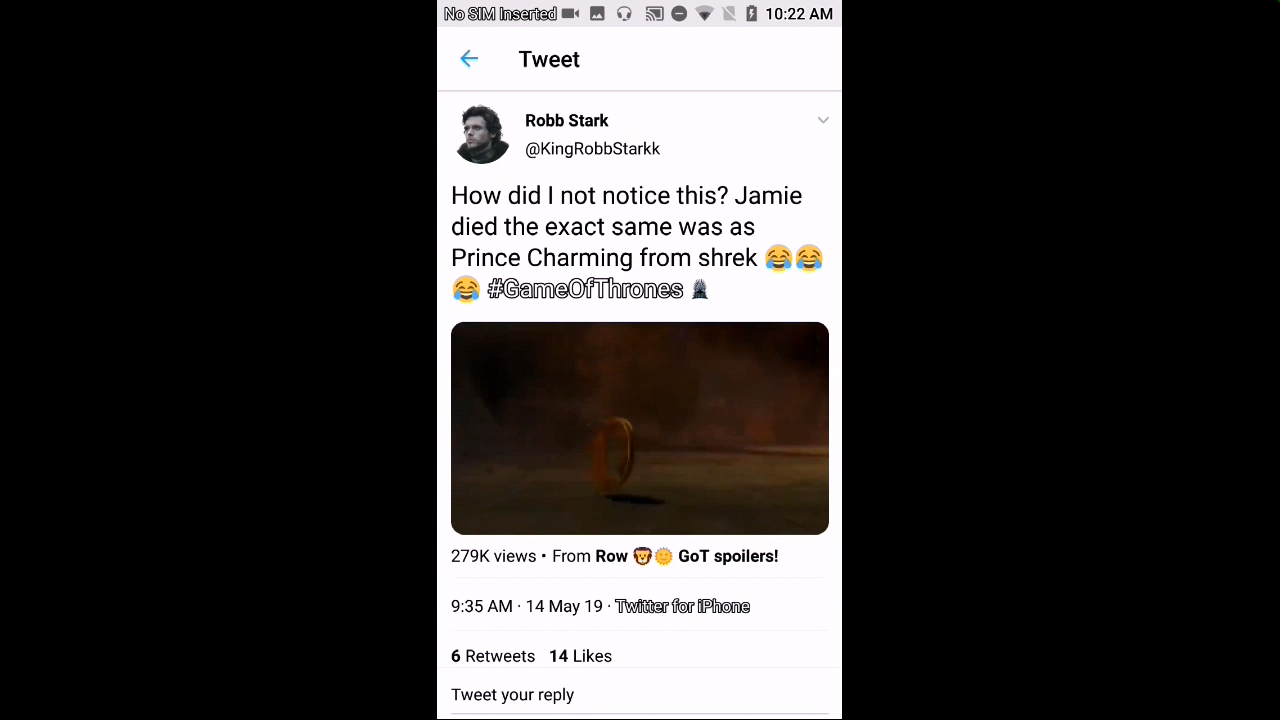 No SIM Inserted 10:22 AM
Tweet
Robb Stark
@KingRobbStarkk
How did I not notice this? Jamie
died the exact same was as
Prince Charming from shrek 😂😂
😂 #GameOfThrones
279K views • From Row 🦁🌞 GoT spoilers!
9:35 AM · 14 May 19 · Twitter for iPhone
6 Retweets 14 Likes
Tweet your reply